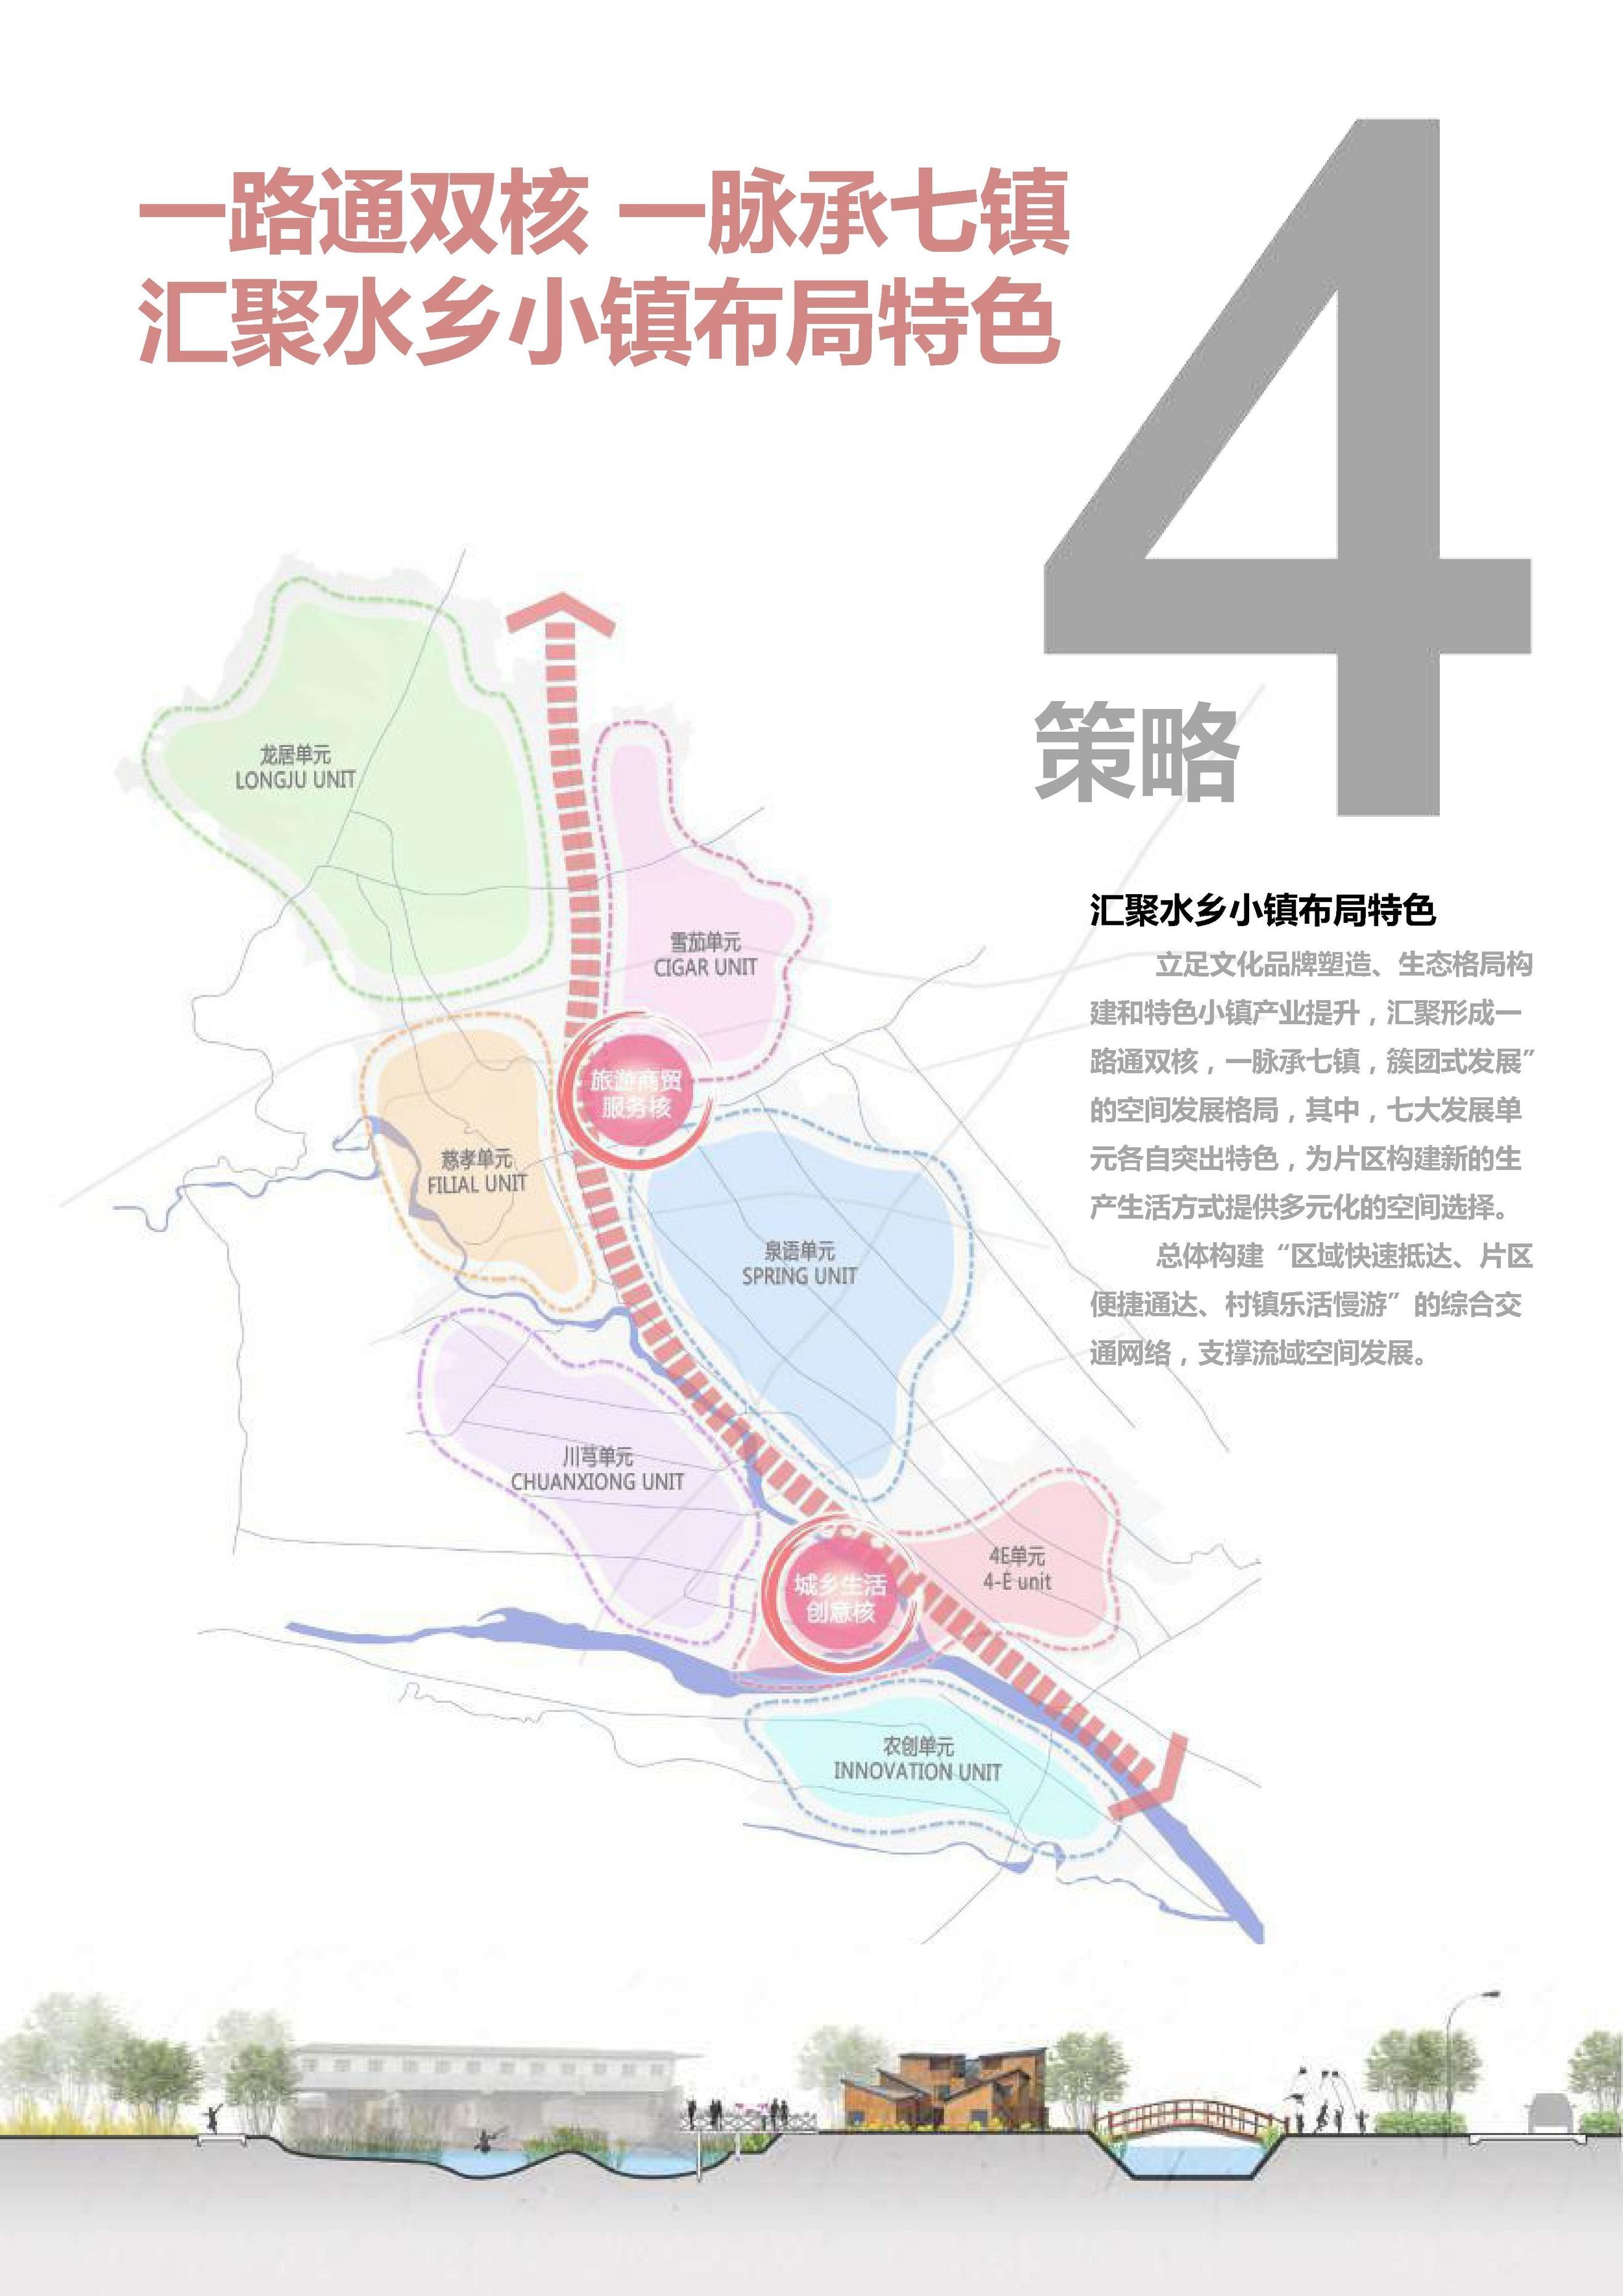 一路通双核 一脉承七镇
汇聚水乡小镇布局特色
4
策略
汇聚水乡小镇布局特色
立足文化品牌塑造、生态格局构
建和特色小镇产业提升，汇聚形成一
路通双核，一脉承七镇，簇团式发展”
的空间发展格局，其中，七大发展单
元各自突出特色，为片区构建新的生
产生活方式提供多元化的空间选择。
总体构建“区域快速抵达、片区
便捷通达、村镇乐活慢游”的综合交
通网络，支撑流域空间发展。
龙居单元
LONGJU UNIT
雪茄单元
CIGAR UNIT
旅游商贸
服务核
慈孝单元
FILIAL UNIT
泉语单元
SPRING UNIT
川芎单元
CHUANXIONG UNIT
4E单元
4-E unit
城乡生活
创意核
农创单元
INNOVATION UNIT